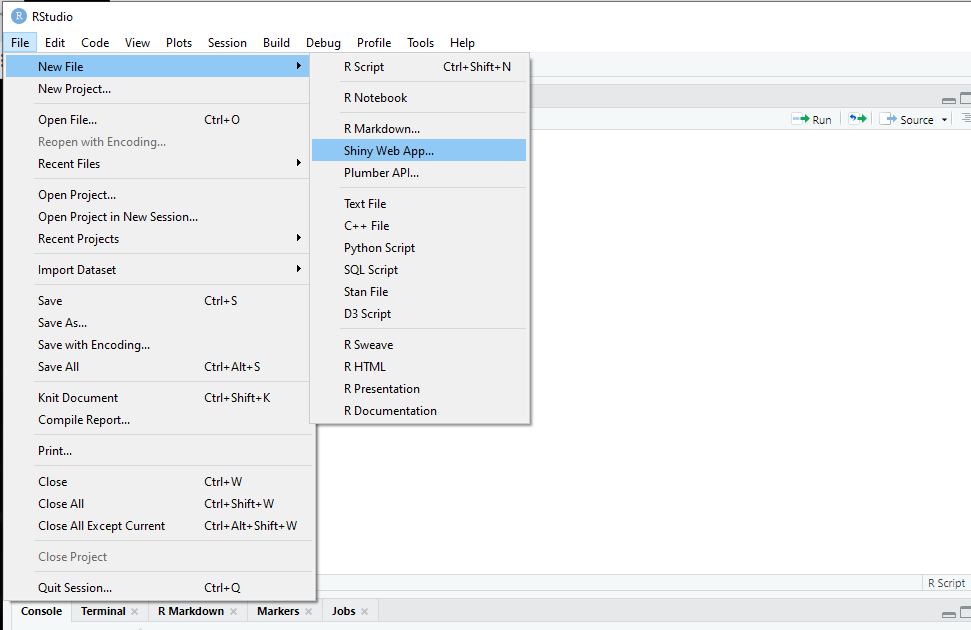 R RStudio
File Edit Code View Plots Session Build Debug Profile Tools Help
New File
New Project...
Open File... Ctrl+O
Reopen with Encoding...
Recent Files
Open Project...
Open Project in New Session...
Recent Projects
Import Dataset
Save Ctrl+S
Save As...
Save with Encoding...
Save All Ctrl+Alt+S
Knit Document Ctrl+Shift+K
Compile Report...
Print...
Close Ctrl+W
Close All Ctrl+Shift+W
Close All Except Current Ctrl+Alt+Shift+W
Close Project
Quit Session... Ctrl+Q
R Script Ctrl+Shift+N
R Notebook
R Markdown...
Shiny Web App...
Plumber API...
Text File
C++ File
Python Script
SQL Script
Stan File
D3 Script
R Sweave
R HTML
R Presentation
R Documentation
Run Source
R Script
Console Terminal R Markdown Markers Jobs